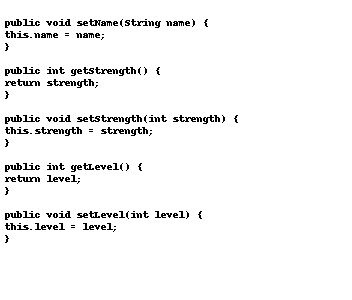 public void setName(String name) {
this.name = name;
}
public int getStrength() {
return strength;
}
public void setStrength(int strength) {
this.strength = strength;
}
public int getLevel() {
return level;
}
public void setLevel(int level) {
this.level = level;
}